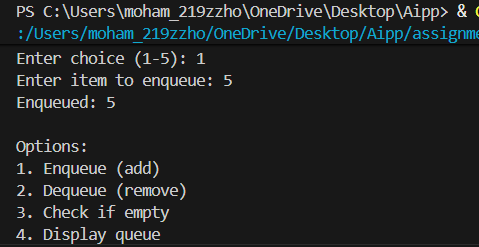 PS C:\Users\moham_219zzho\OneDrive\Desktop\Aipp> &
:/Users/moham_219zzho/OneDrive/Desktop/Aipp/assignme
Enter choice (1-5): 1
Enter item to enqueue: 5
Enqueued: 5

Options:
1. Enqueue (add)
2. Dequeue (remove)
3. Check if empty
4. Display queue